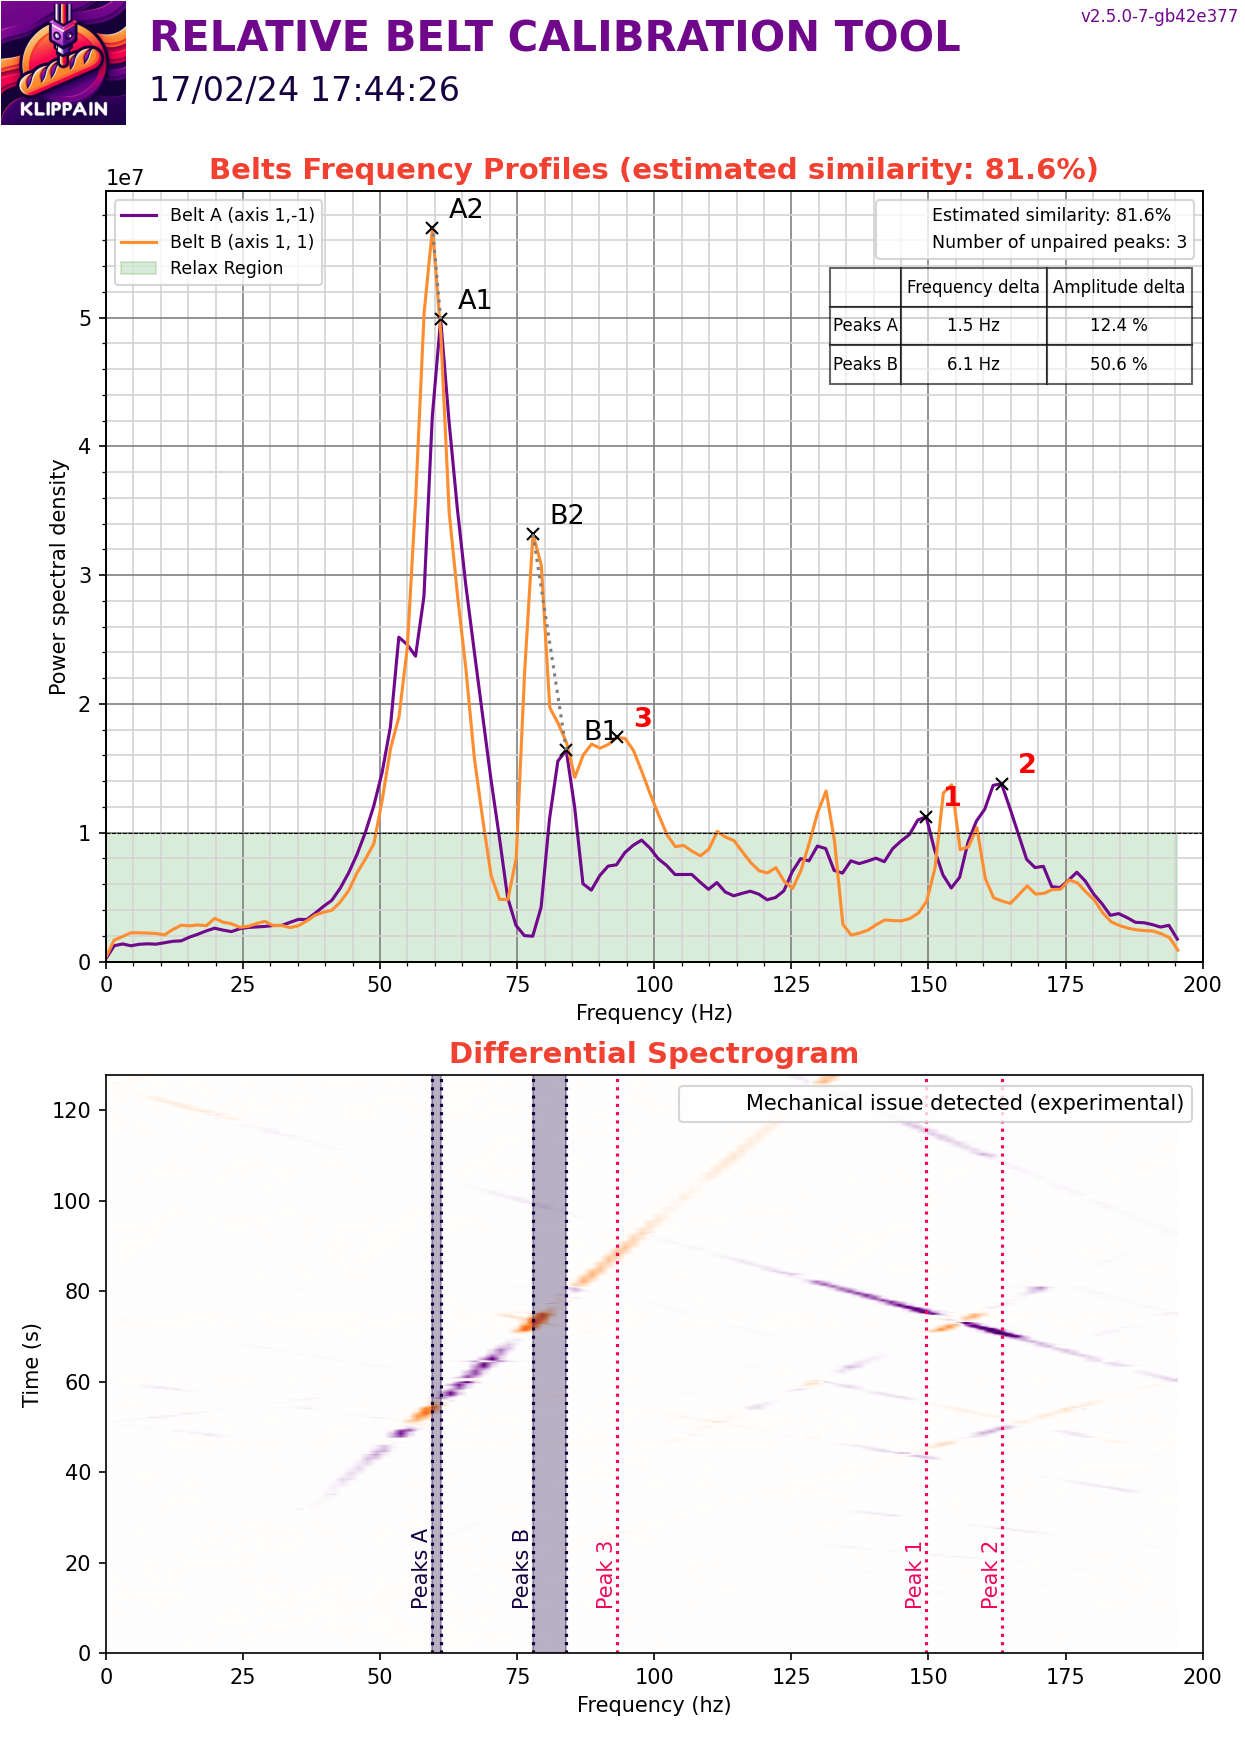 v2.5.0-7-gb42e377
RELATIVE BELT CALIBRATION TOOL
17/02/24 17:44:26
KLIPPAIN
Belts Frequency Profiles (estimated similarity: 81.6%)
1e7
Belt A (axis 1,-1)
Belt B (axis 1, 1)
Relax Region
Estimated similarity: 81.6%
Number of unpaired peaks: 3
Frequency delta Amplitude delta
Peaks A 1.5 Hz 12.4 %
Peaks B 6.1 Hz 50.6 %
A2
A1
B2
B1
3
2
1
Power spectral density
5
4
3
2
1
0
0 25 50 75 100 125 150 175 200
Frequency (Hz)
Differential Spectrogram
Mechanical issue detected (experimental)
Time (s)
120
100
80
60
40
20
0
Peaks A
Peaks B
Peak 3
Peak 1
Peak 2
0 25 50 75 100 125 150 175 200
Frequency (hz)